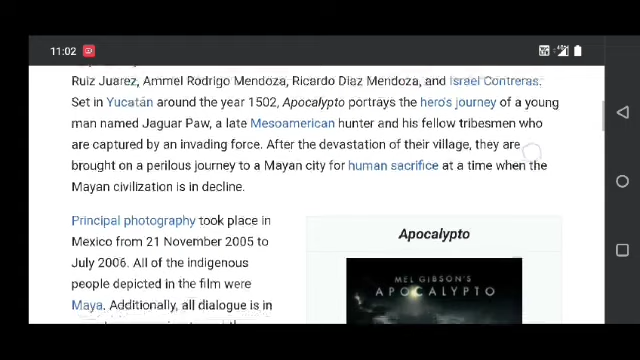 11:02
Ruiz Juarez, Ammel Rodrigo Mendoza, Ricardo Diaz Mendoza, and Israel Contreras.
Set in Yucatán around the year 1502, Apocalypto portrays the hero's journey of a young
man named Jaguar Paw, a late Mesoamerican hunter and his fellow tribesmen who
are captured by an invading force. After the devastation of their village, they are
brought on a perilous journey to a Mayan city for human sacrifice at a time when the
Mayan civilization is in decline.
Principal photography took place in
Mexico from 21 November 2005 to
July 2006. All of the indigenous
people depicted in the film were
Maya. Additionally, all dialogue is in
Apocalypto
MEL GIBSON'S
APOCALYPTO